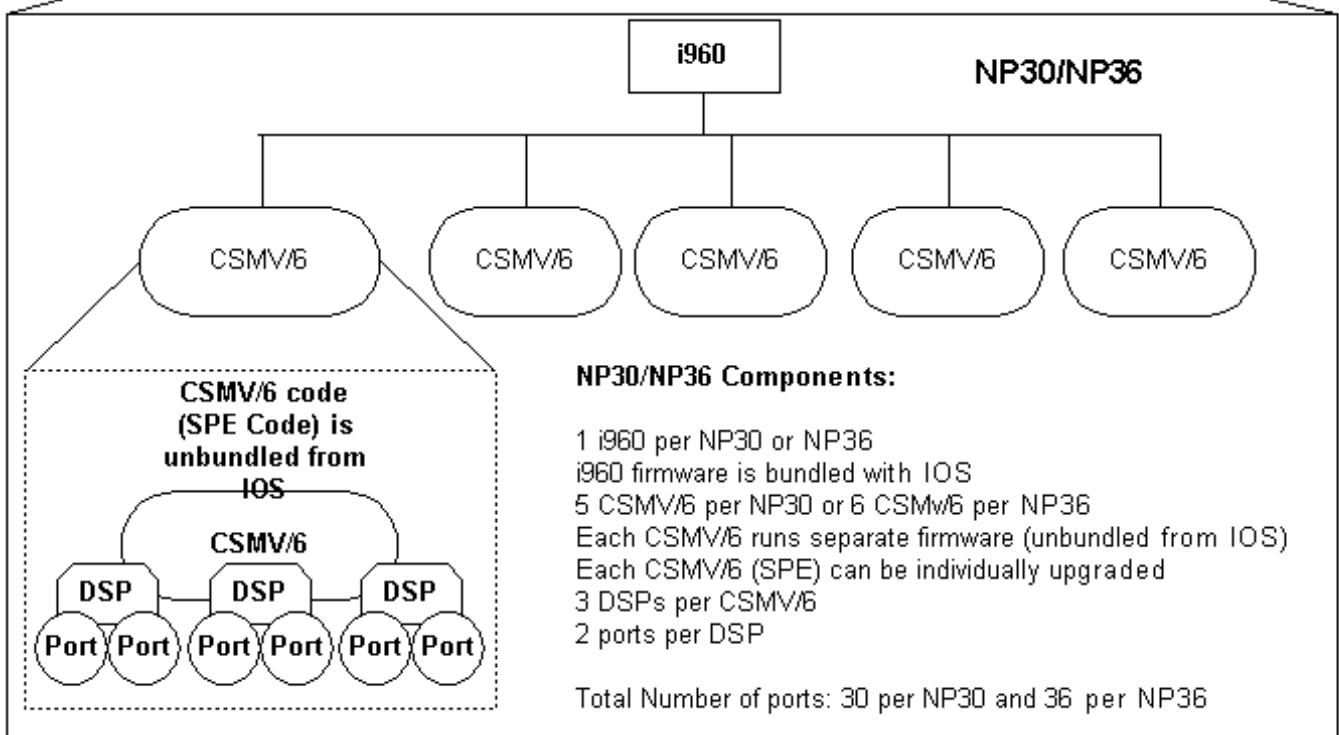 i960
NP30/NP36
CSMV/6
CSMV/6
CSMV/6
CSMV/6
CSMV/6
CSMV/6 code
(SPE Code) is
unbundled from
IOS
CSMV/6
DSP
DSP
DSP
Port
Port
Port
Port
Port
Port
NP30/NP36 Components:
1 i960 per NP30 or NP36
i960 firmware is bundled with IOS
5 CSMV/6 per NP30 or 6 CSMw6 per NP36
Each CSMV/6 runs separate firmware (unbundled from IOS)
Each CSMV/6 (SPE) can be individually upgraded
3 DSPs per CSMV/6
2 ports per DSP
Total Number of ports: 30 per NP30 and 36 per NP36